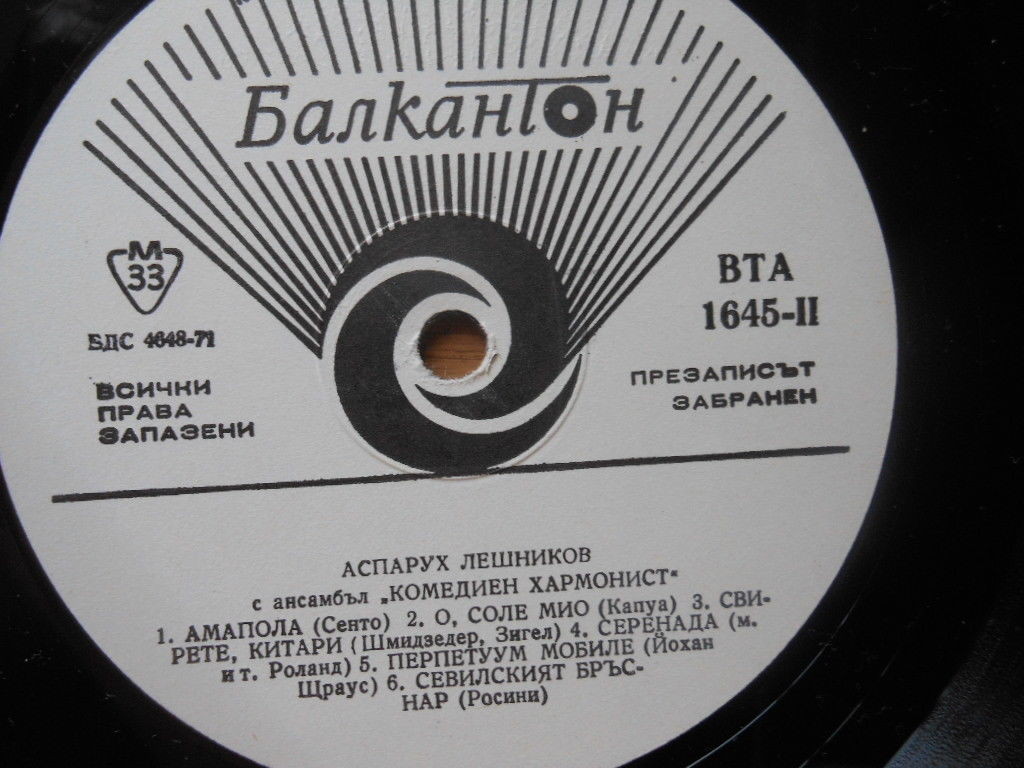 Балкантон
М
33
БДС 4648-71
ВСИЧКИ
ПРАВА
ЗАПАЗЕНИ
ВТА
1645-II
ПРЕЗАПИСЪТ
ЗАБРАНЕН
АСПАРУХ ЛЕШНИКОВ
с ансамбъл „КОМЕДИЕН ХАРМОНИСТ"
1. АМАПОЛА (Сенто) 2. О, СОЛЕ МИО (Капуа) 3. СВИ-
РЕТЕ, КИТАРИ (Шмидзедер, Зигел) 4. СЕРЕНАДА (м.
и т. Роланд) 5. ПЕРПЕТУУМ МОБИЛЕ (Йохан
Щраус) 6. СЕВИЛСКИЯТ БРЪС-
НАР (Росини)